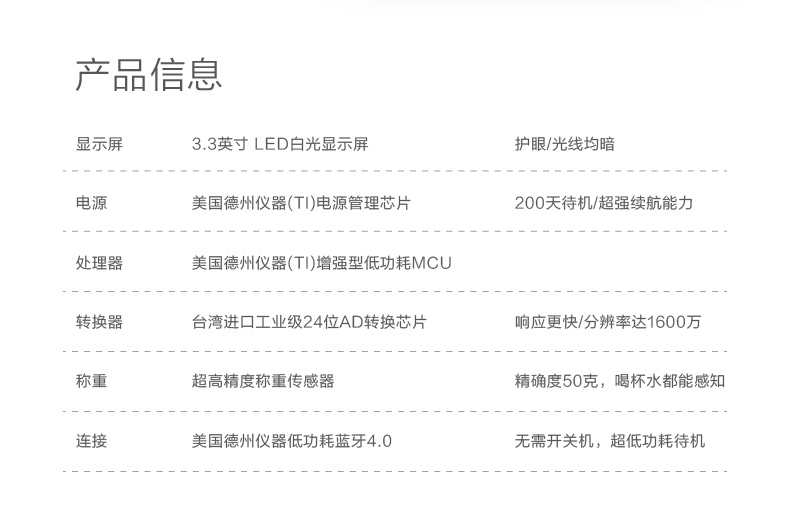 产品信息
显示屏 3.3英寸 LED白光显示屏 护眼/光线均暗
电源 美国德州仪器(TI)电源管理芯片 200天待机/超强续航能力
处理器 美国德州仪器(TI)增强型低功耗MCU
转换器 台湾进口工业级24位AD转换芯片 响应更快/分辨率达1600万
称重 超高精度称重传感器 精确度50克，喝杯水都能感知
连接 美国德州仪器低功耗蓝牙4.0 无需开关机，超低功耗待机